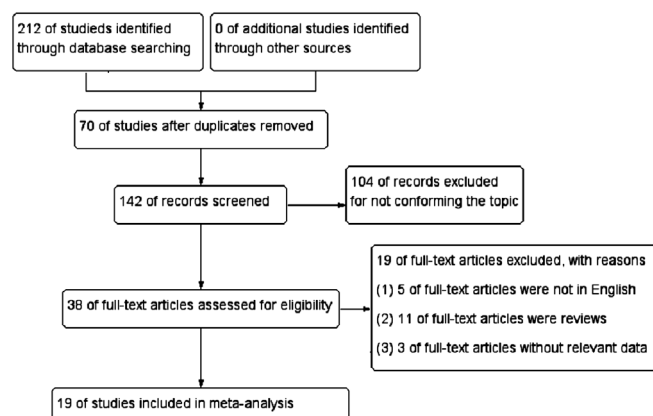 212 of studieds identified
through database searching
0 of additional studies identified
through other sources
70 of studies after duplicates removed
142 of records screened
104 of records excluded
for not conforming the topic
38 of full-text articles assessed for eligibility
19 of full-text articles excluded, with reasons
(1) 5 of full-text articles were not in English
(2) 11 of full-text articles were reviews
(3) 3 of full-text articles without relevant data
19 of studies included in meta-analysis